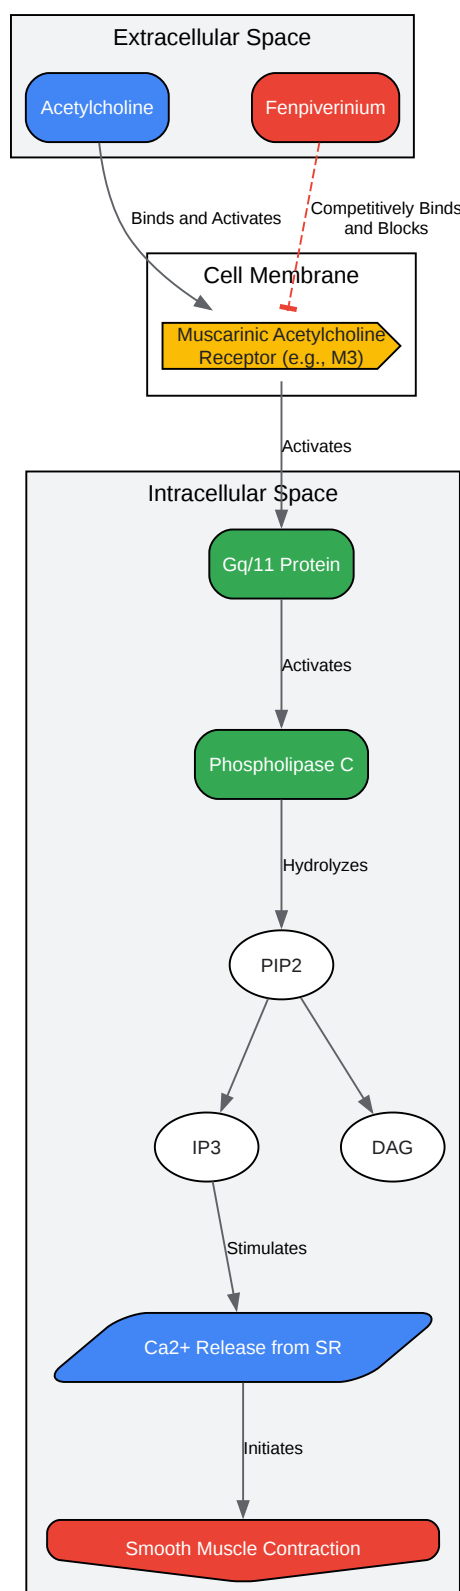 Extracellular Space
Acetylcholine
Fenpiverinium
Binds and Activates
Competitively Binds
and Blocks
Cell Membrane
Muscarinic Acetylcholine
Receptor (e.g., M3)
Activates
Intracellular Space
Gq/11 Protein
Activates
Phospholipase C
Hydrolyzes
PIP2
IP3
DAG
Stimulates
Ca2+ Release from SR
Initiates
Smooth Muscle Contraction